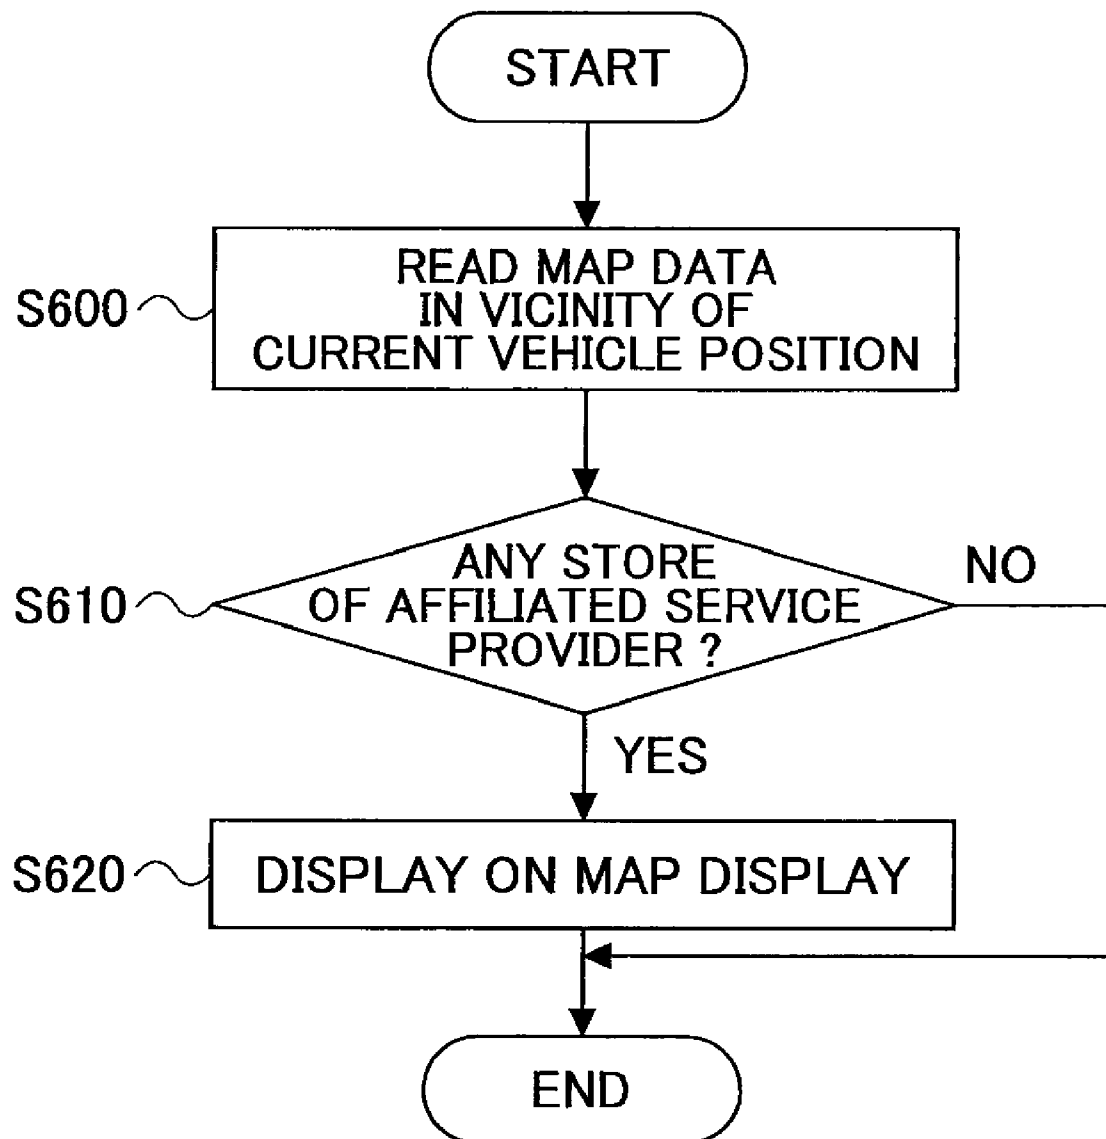 START
S600
READ MAP DATA
IN VICINITY OF
CURRENT VEHICLE POSITION
S610
ANY STORE
OF AFFILIATED SERVICE
PROVIDER ?
NO
YES
S620
DISPLAY ON MAP DISPLAY
END